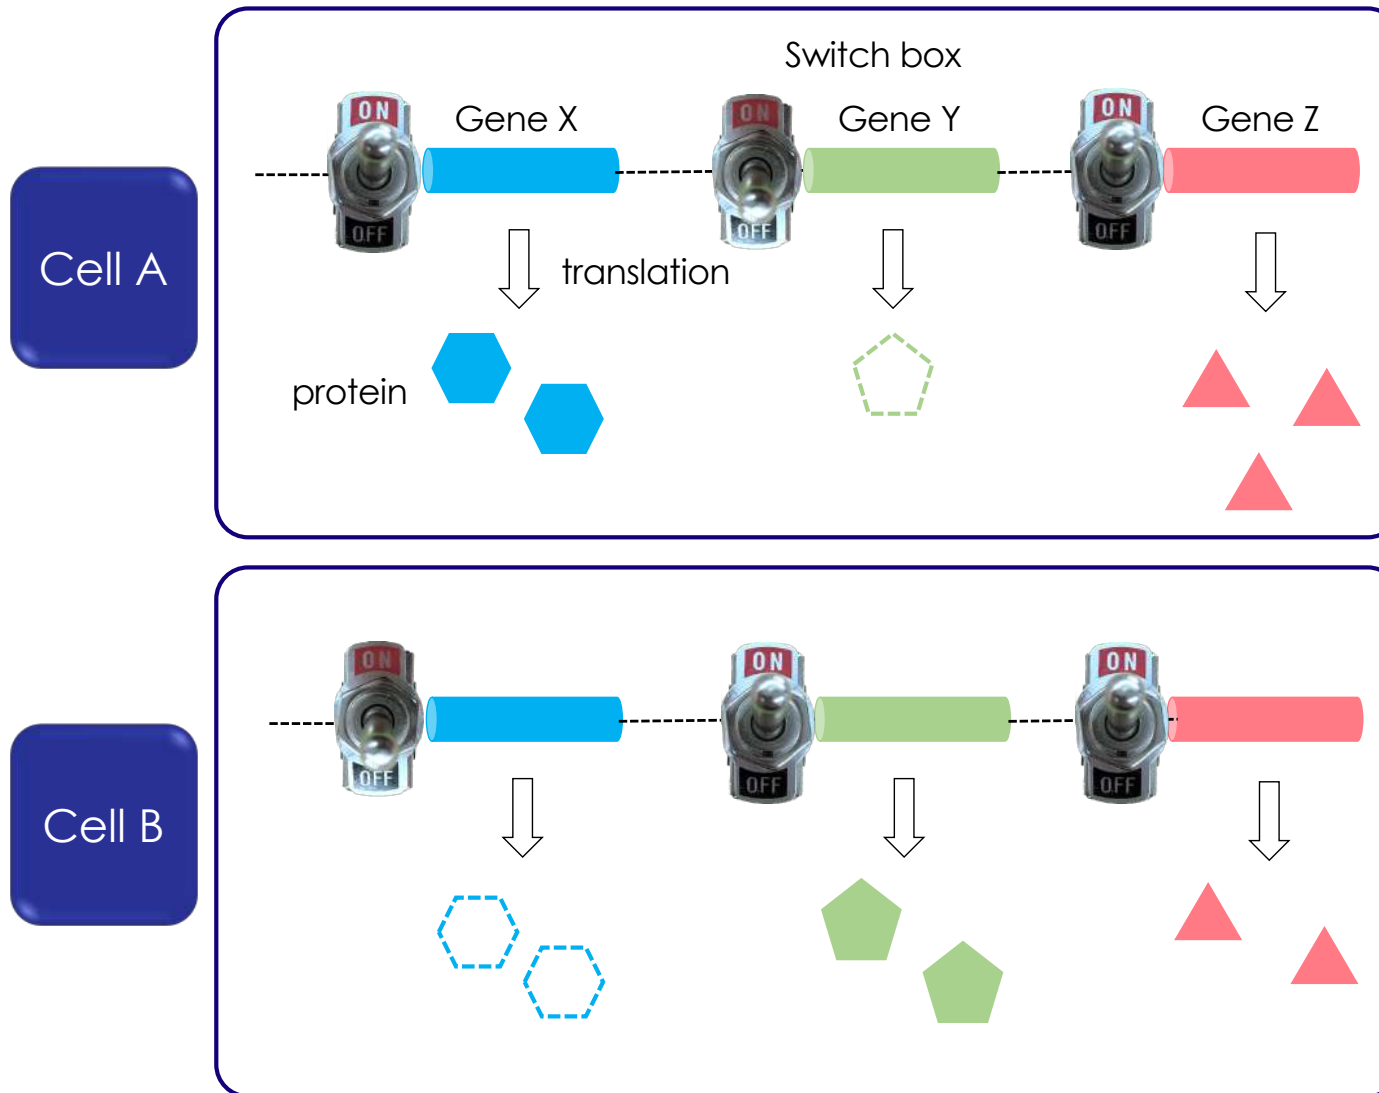 Switch box
Gene X
Gene Y
Gene Z
ON
ON
ON
OFF
OFF
OFF
Cell A
translation
protein
ON
ON
ON
OFF
OFF
OFF
Cell B